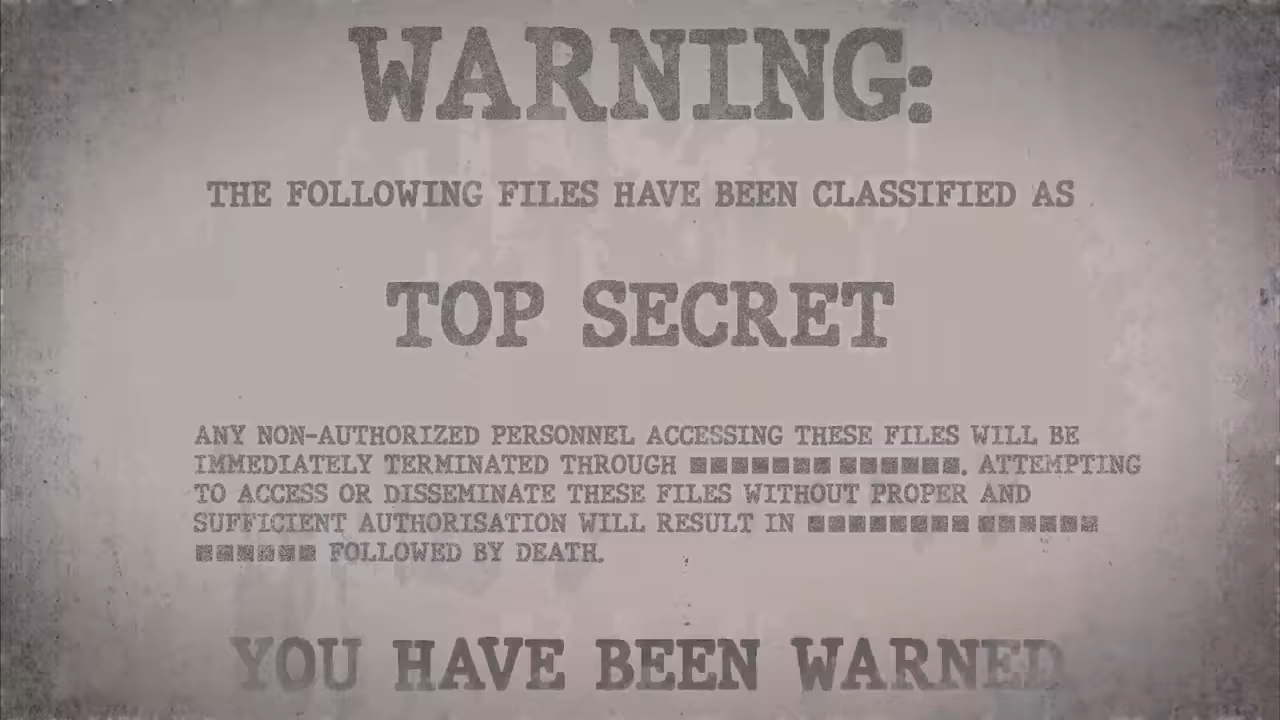 WARNING:
THE FOLLOWING FILES HAVE BEEN CLASSIFIED AS
TOP SECRET
ANY NON-AUTHORIZED PERSONNEL ACCESSING THESE FILES WILL BE
IMMEDIATELY TERMINATED THROUGH ■■■■■■■ ■■■■■■. ATTEMPTING
TO ACCESS OR DISSEMINATE THESE FILES WITHOUT PROPER AND
SUFFICIENT AUTHORISATION WILL RESULT IN ■■■■■■■■ ■■■■■■
■■■■■■ FOLLOWED BY DEATH.
YOU HAVE BEEN WARNED